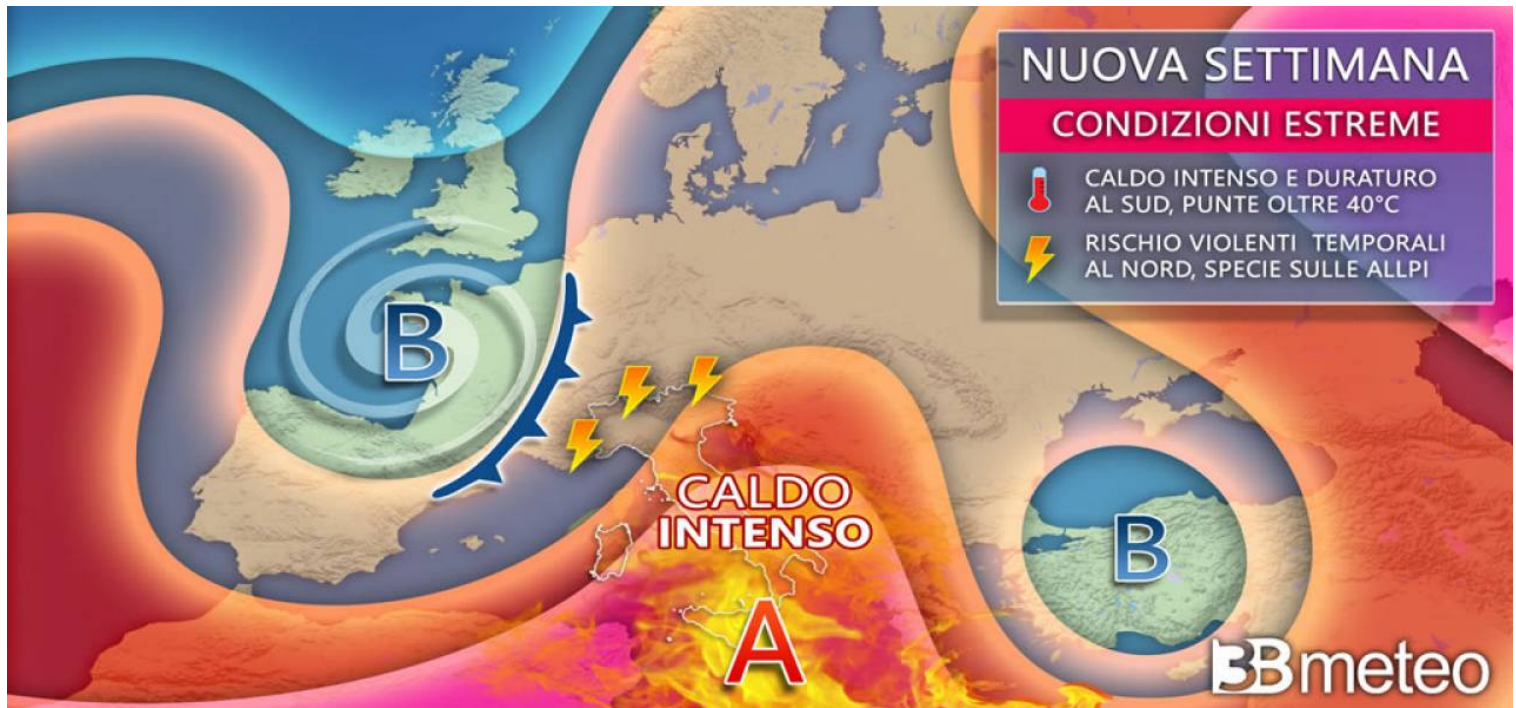 NUOVA SETTIMANA
CONDIZIONI ESTREME
CALDO INTENSO E DURATURO
AL SUD, PUNTE OLTRE 40°C
RISCHIO VIOLENTI TEMPORALI
AL NORD, SPECIE SULLE ALLPI
B
CALDO
INTENSO
B
A
3Bmeteo